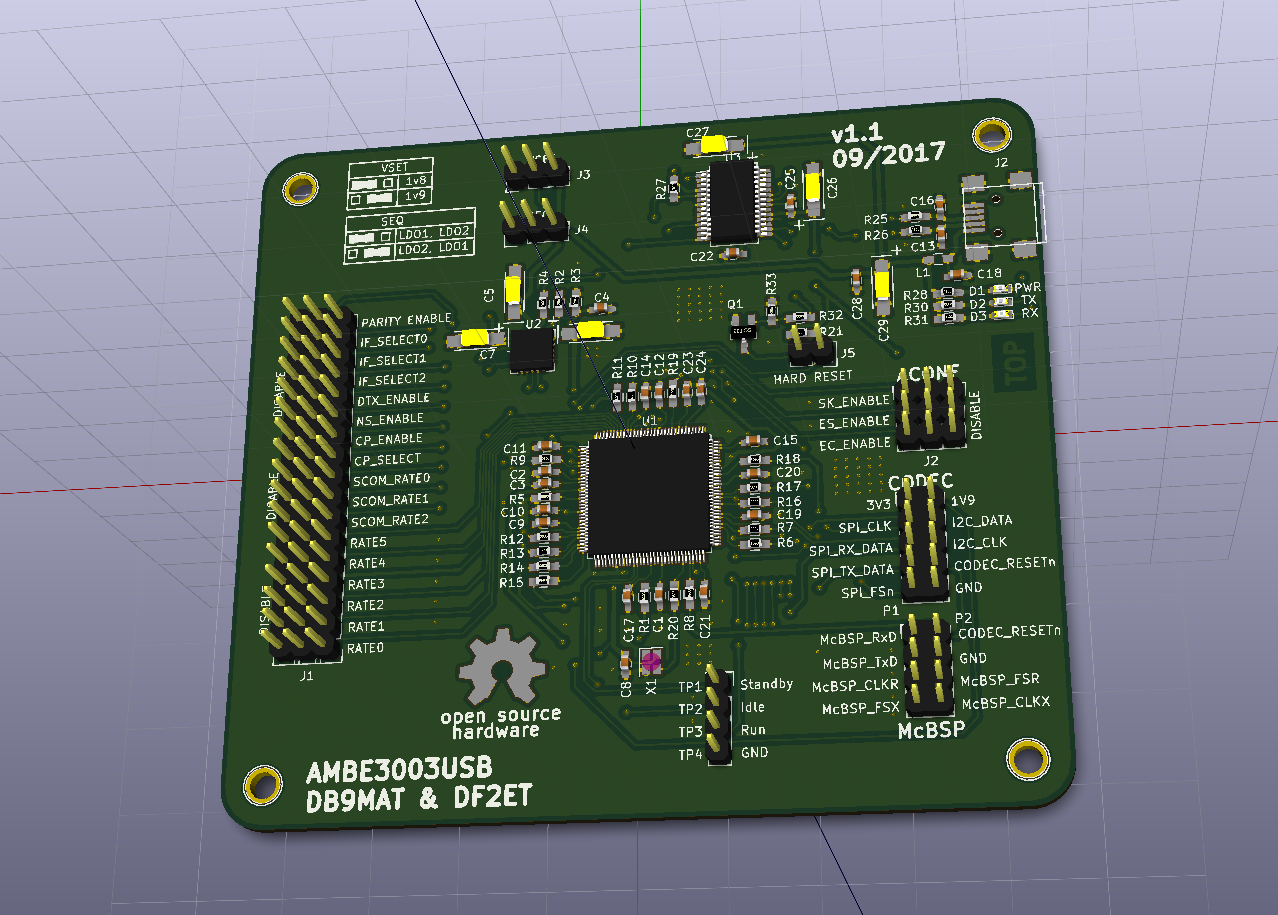 v1.1
09/2017
VSET
1v8
1v9
SEQ
LDO1, LDO2
LDO2, LDO1
J3
J4
C27
U3
R27
C25
C26
C22
J2
C16
R25
R26
C13
L1
C18
R28
D1
PWR
R30
D2
TX
R31
D3
RX
C28
C29
C5
R4
R2
R3
C4
U2
C7
Q1
R33
R32
R21
J5
HARD RESET
TOP
PARITY ENABLE
IF_SELECT0
IF_SELECT1
IF_SELECT2
DTX_ENABLE
NS_ENABLE
CP_ENABLE
CP_SELECT
SCOM_RATE0
SCOM_RATE1
SCOM_RATE2
RATE5
RATE4
RATE3
RATE2
RATE1
RATE0
J1
R11
R10
C14
C12
R19
C23
C24
U1
C11
R9
C2
C3
R5
C10
C9
R12
R13
R14
R15
C15
R18
C20
R17
R16
C19
R7
R6
C17
R1
C1
R20
R8
C21
C8
X1
CONF
SK_ENABLE
ES_ENABLE
EC_ENABLE
DISABLE
J2
CODEC
3V3
1V9
SPI_CLK
I2C_DATA
SPI_RX_DATA
I2C_CLK
SPI_TX_DATA
CODEC_RESETn
SPI_FSn
GND
P1
P2
McBSP_RxD
CODEC_RESETn
McBSP_TxD
GND
McBSP_CLKR
McBSP_FSR
McBSP_FSX
McBSP_CLKX
McBSP
TP1
Standby
TP2
Idle
TP3
Run
TP4
GND
open source
hardware
AMBE3003USB
DB9MAT & DF2ET